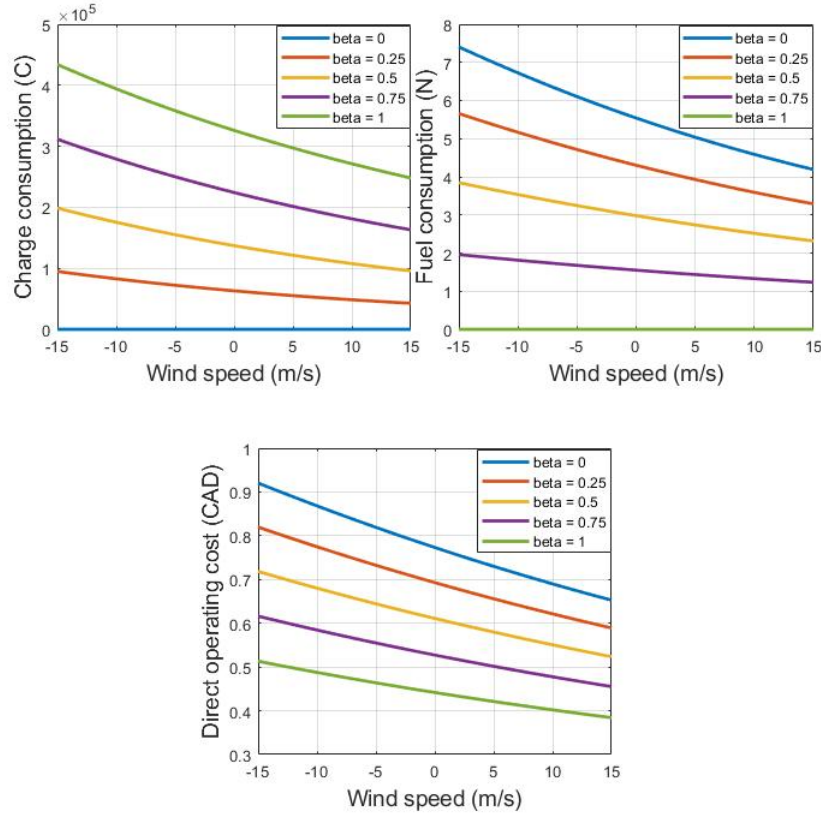 ×10⁵
5
4
3
2
1
0
Charge consumption (C)
beta = 0
beta = 0.25
beta = 0.5
beta = 0.75
beta = 1
-15 -10 -5 0 5 10 15
Wind speed (m/s)
8
7
6
5
4
3
2
1
0
Fuel consumption (N)
beta = 0
beta = 0.25
beta = 0.5
beta = 0.75
beta = 1
-15 -10 -5 0 5 10 15
Wind speed (m/s)
1
0.9
0.8
0.7
0.6
0.5
0.4
0.3
Direct operating cost (CAD)
beta = 0
beta = 0.25
beta = 0.5
beta = 0.75
beta = 1
-15 -10 -5 0 5 10 15
Wind speed (m/s)